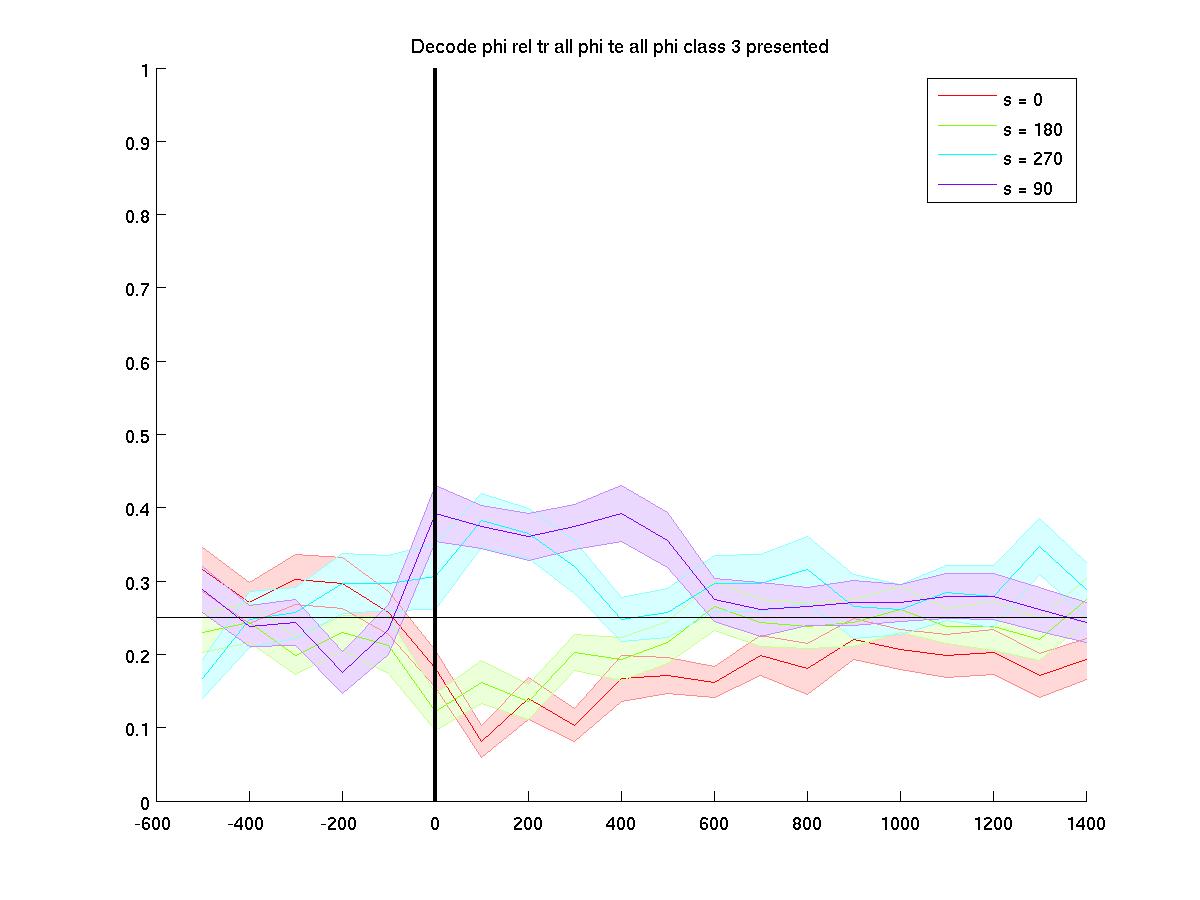 Decode phi rel tr all phi te all phi class 3 presented
1
0.9
0.8
0.7
0.6
0.5
0.4
0.3
0.2
0.1
0
-600 -400 -200 0 200 400 600 800 1000 1200 1400
s = 0
s = 180
s = 270
s = 90